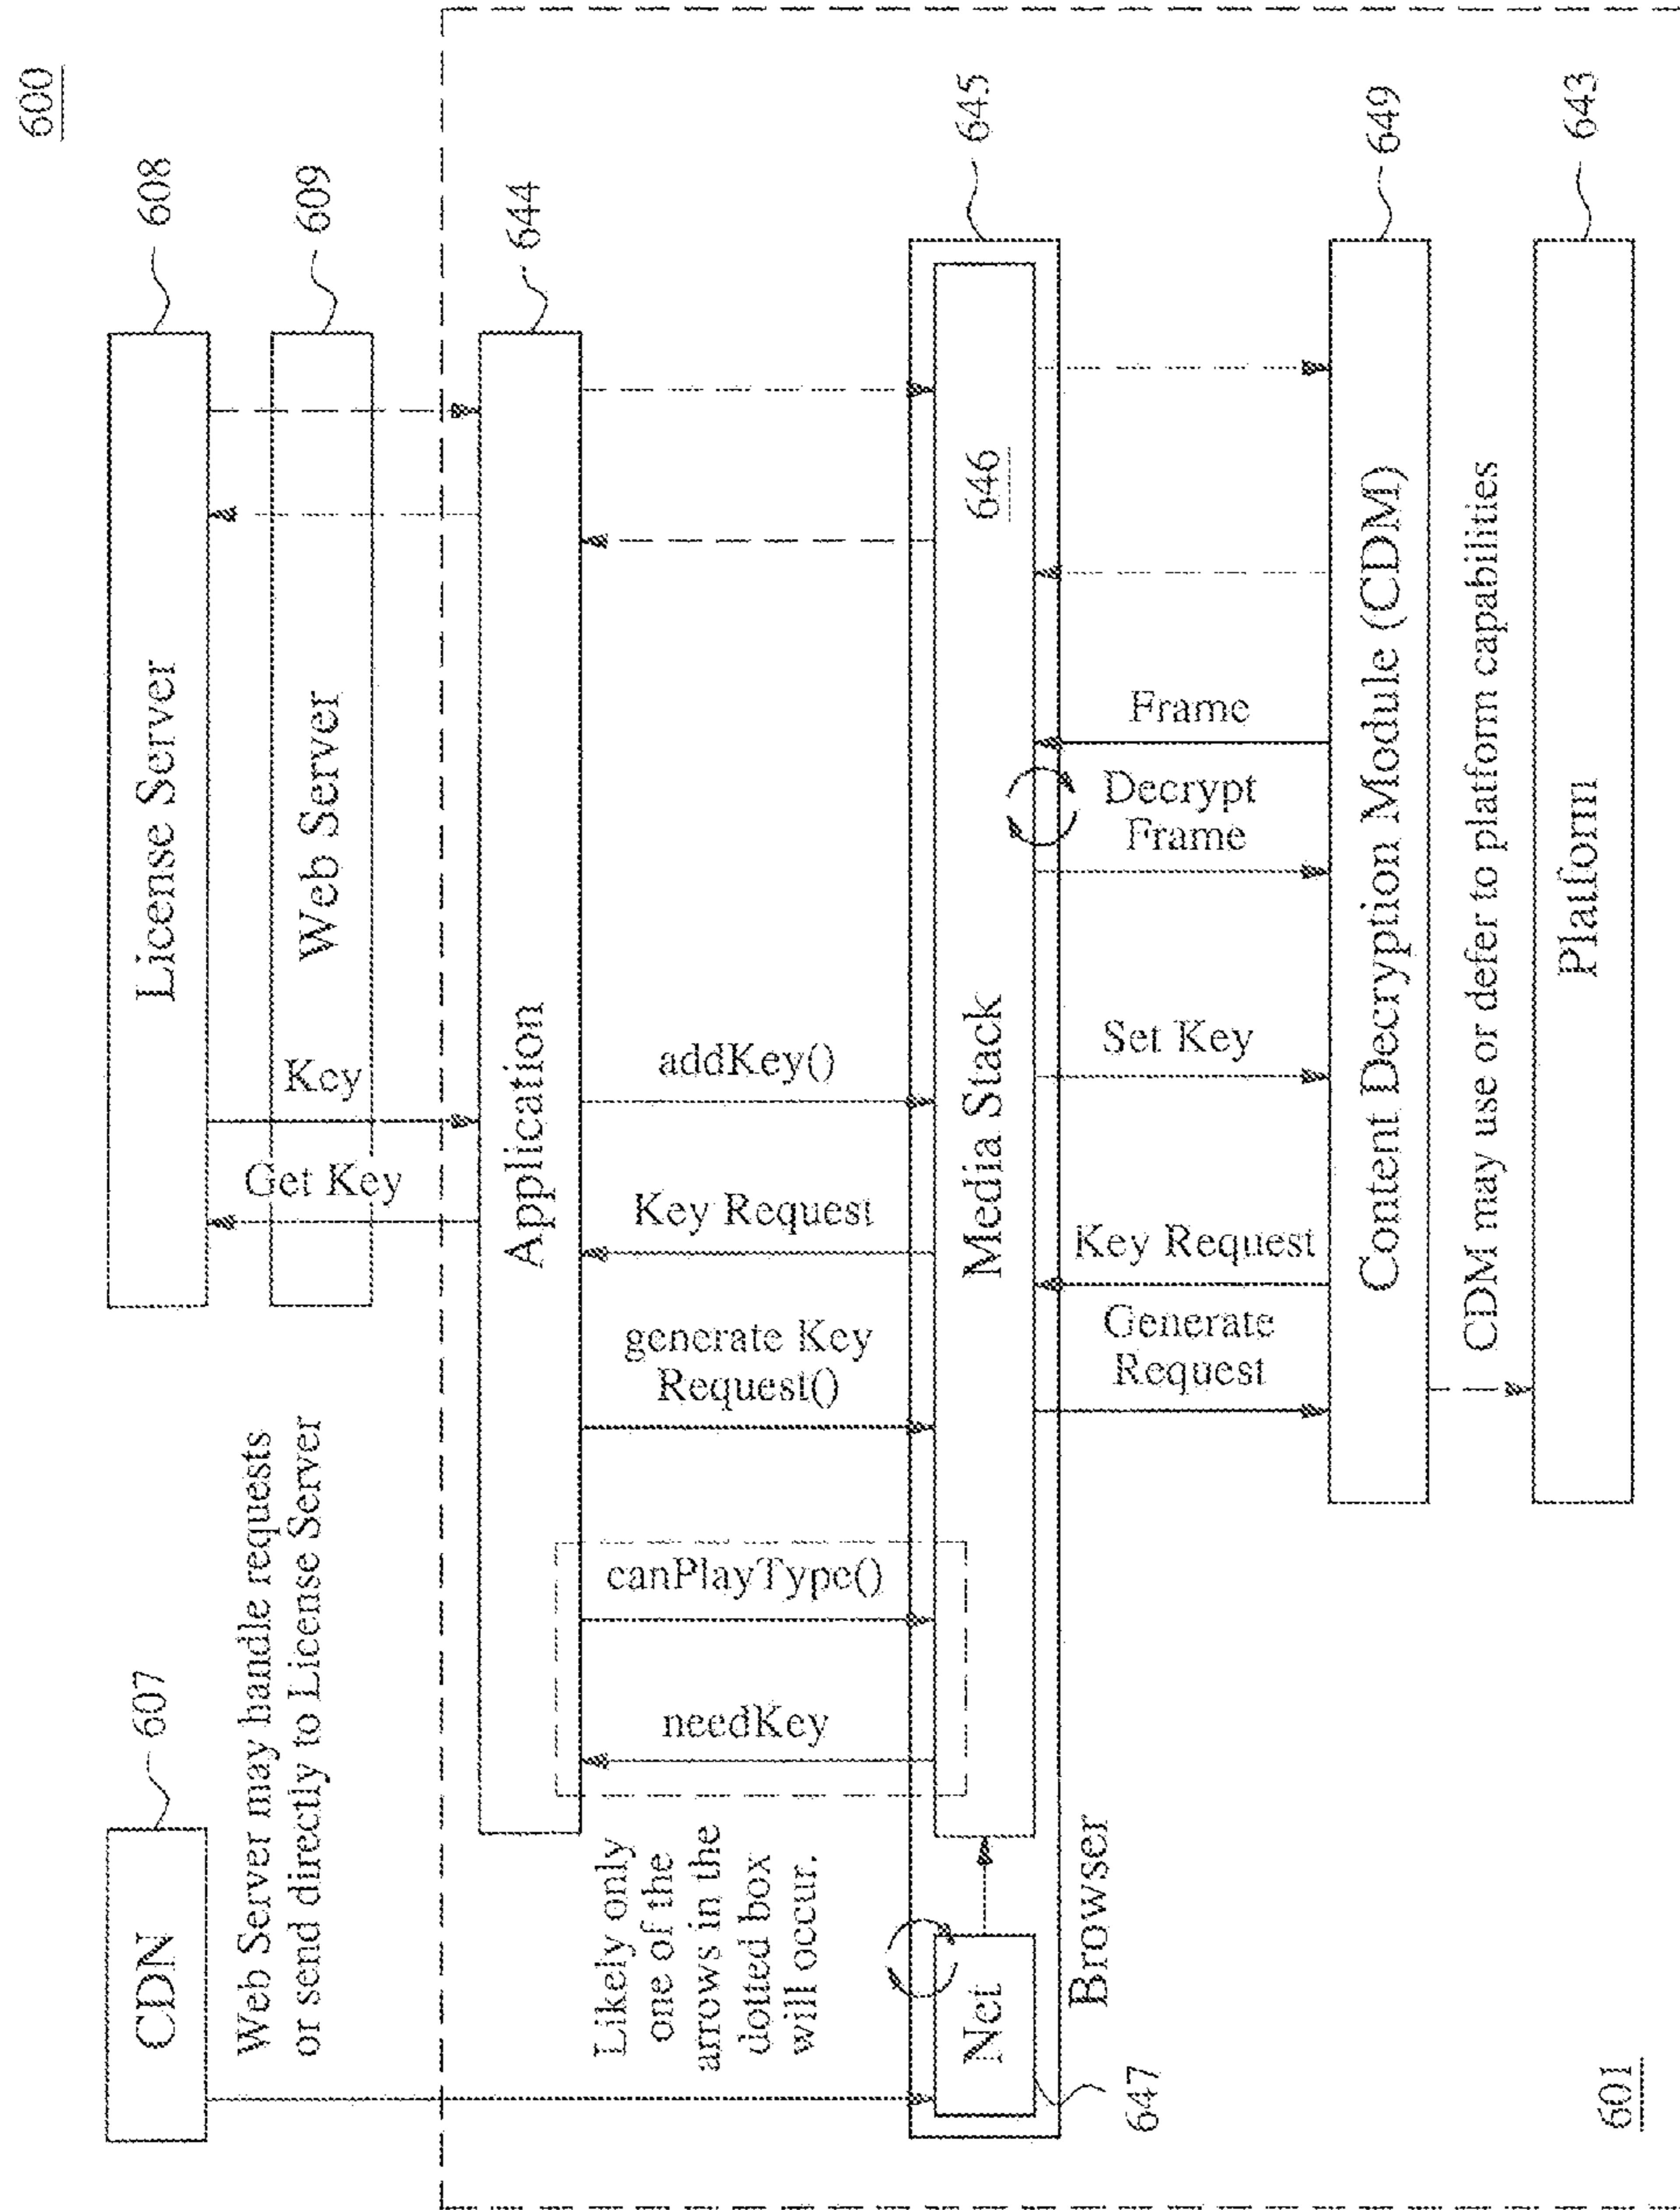 600
CDN
607
License Server
608
Web Server may handle requests
or send directly to License Server
Web Server
609
Get Key
Key
Application
644
Likely only
one of the
arrows in the
dotted box
will occur.
needKey
canPlayType()
generate Key
Request()
Key Request
addKey()
Net
Media Stack
646
645
Browser
647
Generate
Request
Key Request
Set Key
Decrypt
Frame
Frame
Content Decryption Module (CDM)
649
CDM may use or defer to platform capabilities
Platform
643
601